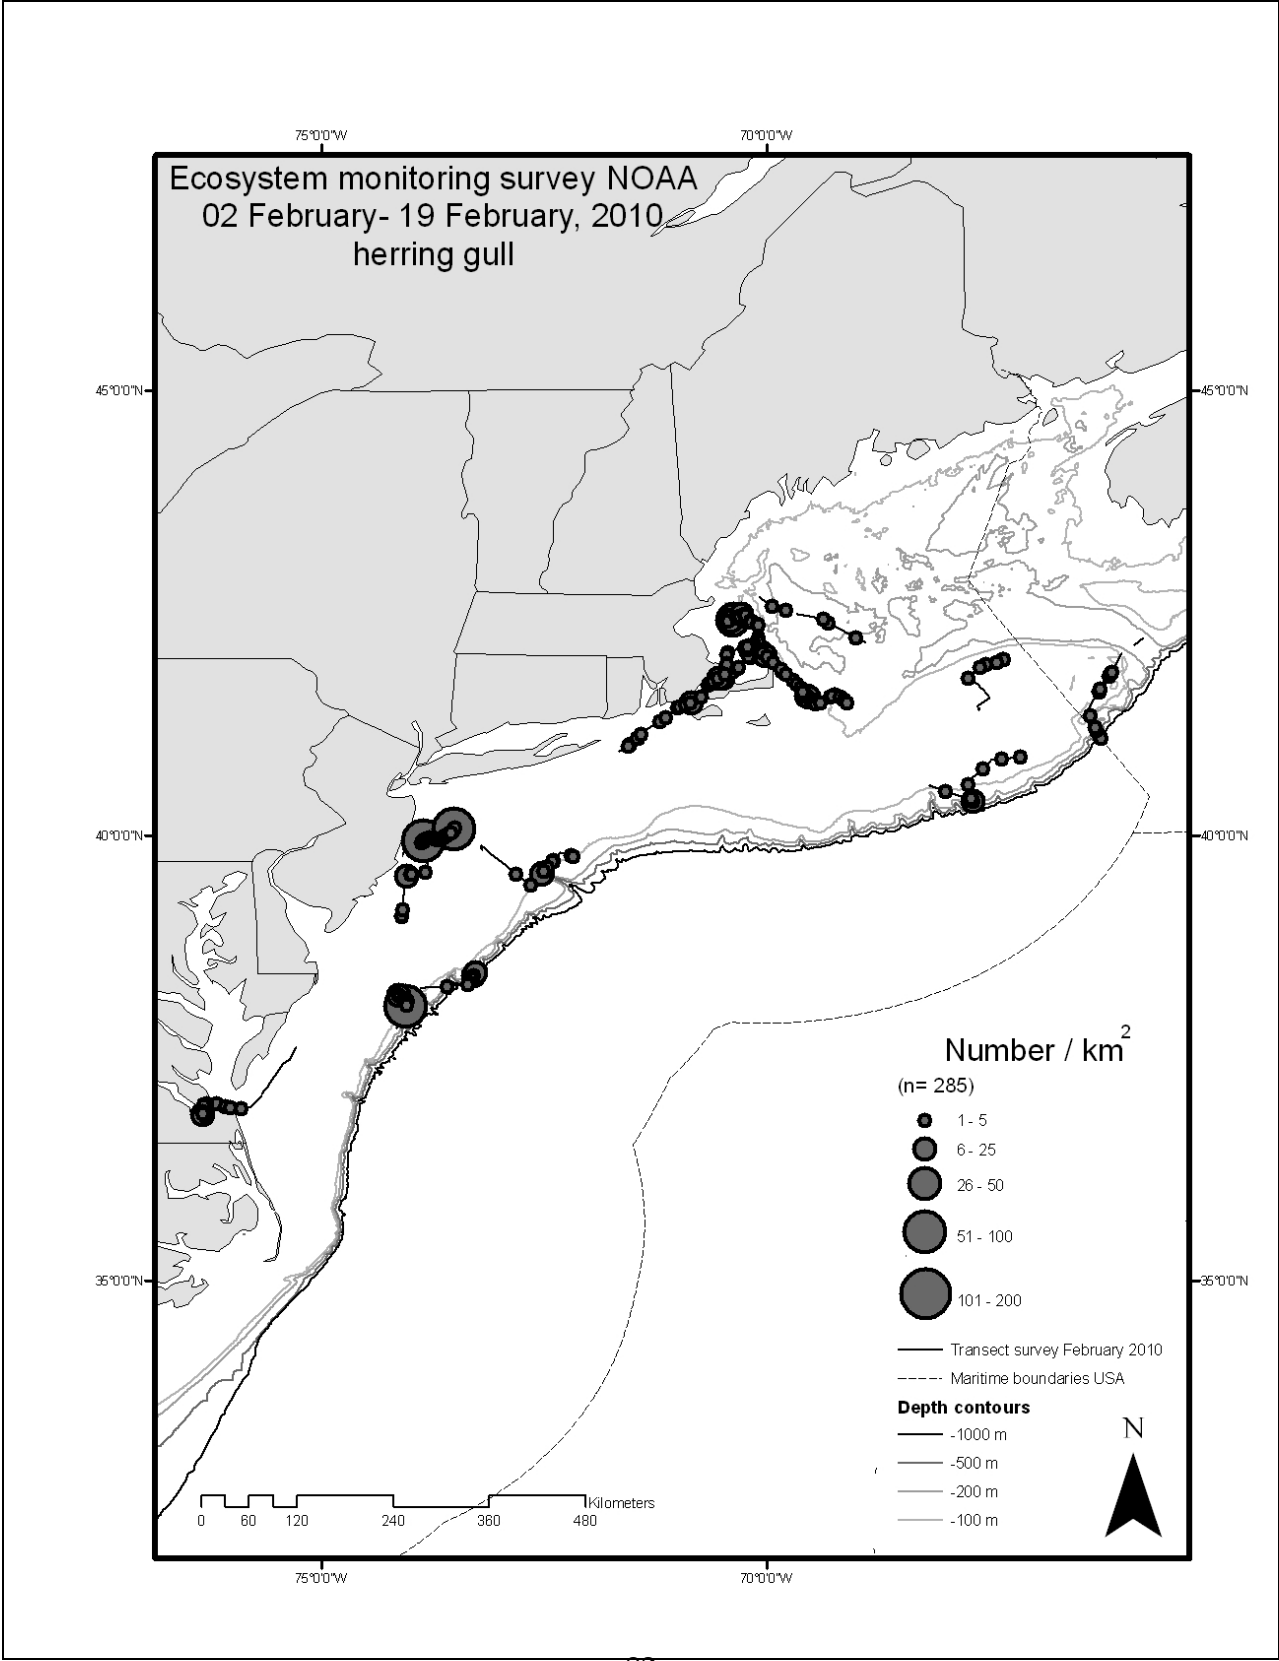 75°0'0"W 70°0'0"W
Ecosystem monitoring survey NOAA
02 February- 19 February, 2010
herring gull
45°0'0"N 45°0'0"N
40°0'0"N 40°0'0"N
Number / km2
(n= 285)
1 - 5
6 - 25
26 - 50
51 - 100
101 - 200
35°0'0"N 35°0'0"N
Transect survey February 2010
Maritime boundaries USA
Depth contours
-1000 m
-500 m
-200 m
-100 m
N
Kilometers
0 60 120 240 360 480
75°0'0"W 70°0'0"W